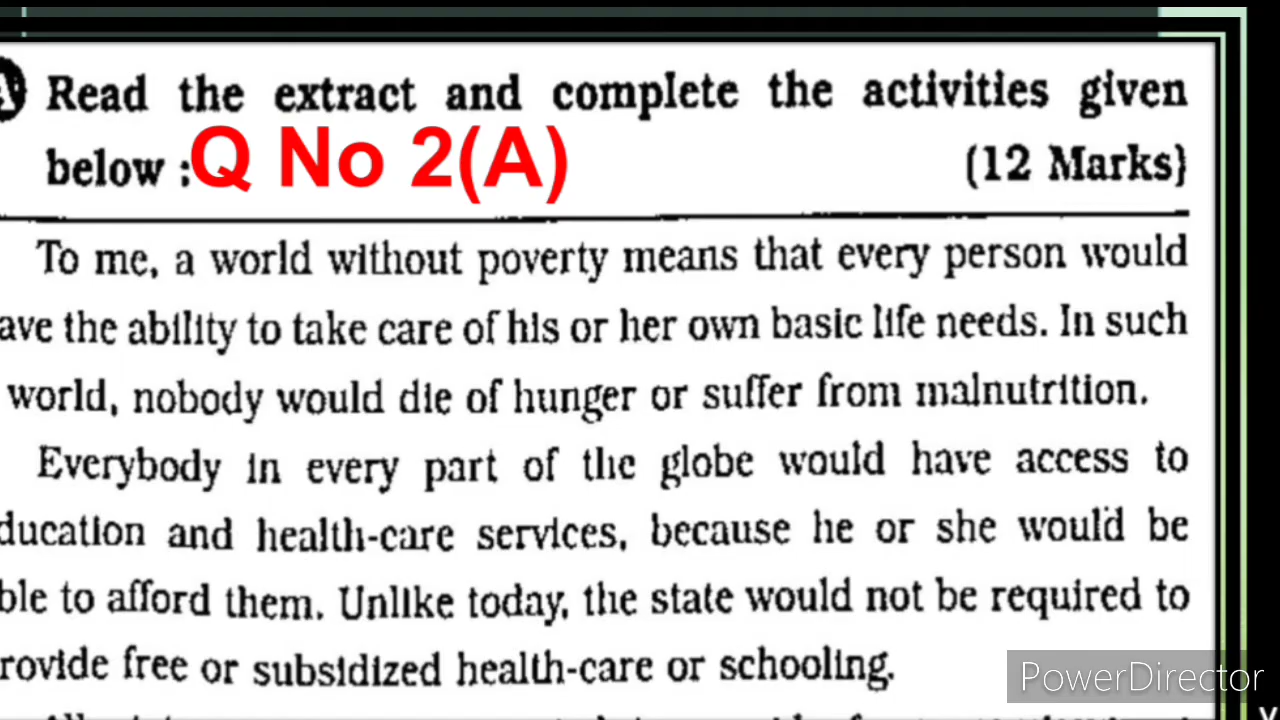 Read the extract and complete the activities given
below : Q No 2(A) (12 Marks)
To me, a world without poverty means that every person would
ave the ability to take care of his or her own basic life needs. In such
world, nobody would die of hunger or suffer from malnutrition.
Everybody in every part of the globe would have access to
ducation and health-care services, because he or she would be
ble to afford them. Unlike today, the state would not be required to
rovide free or subsidized health-care or schooling.
PowerDirector